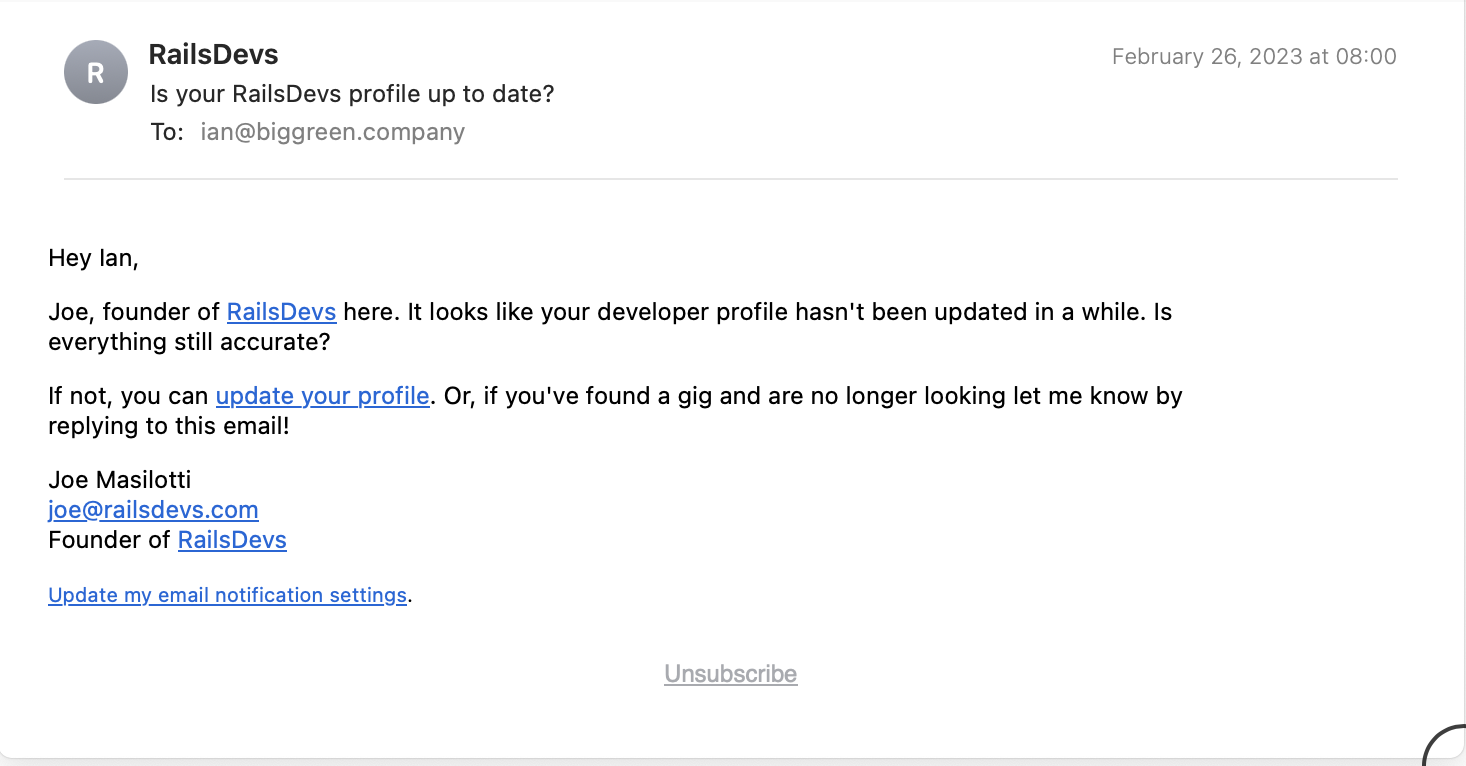 R
RailsDevs
February 26, 2023 at 08:00
Is your RailsDevs profile up to date?
To: ian@biggreen.company
Hey Ian,
Joe, founder of RailsDevs here. It looks like your developer profile hasn't been updated in a while. Is
everything still accurate?
If not, you can update your profile. Or, if you've found a gig and are no longer looking let me know by
replying to this email!
Joe Masilotti
joe@railsdevs.com
Founder of RailsDevs
Update my email notification settings.
Unsubscribe